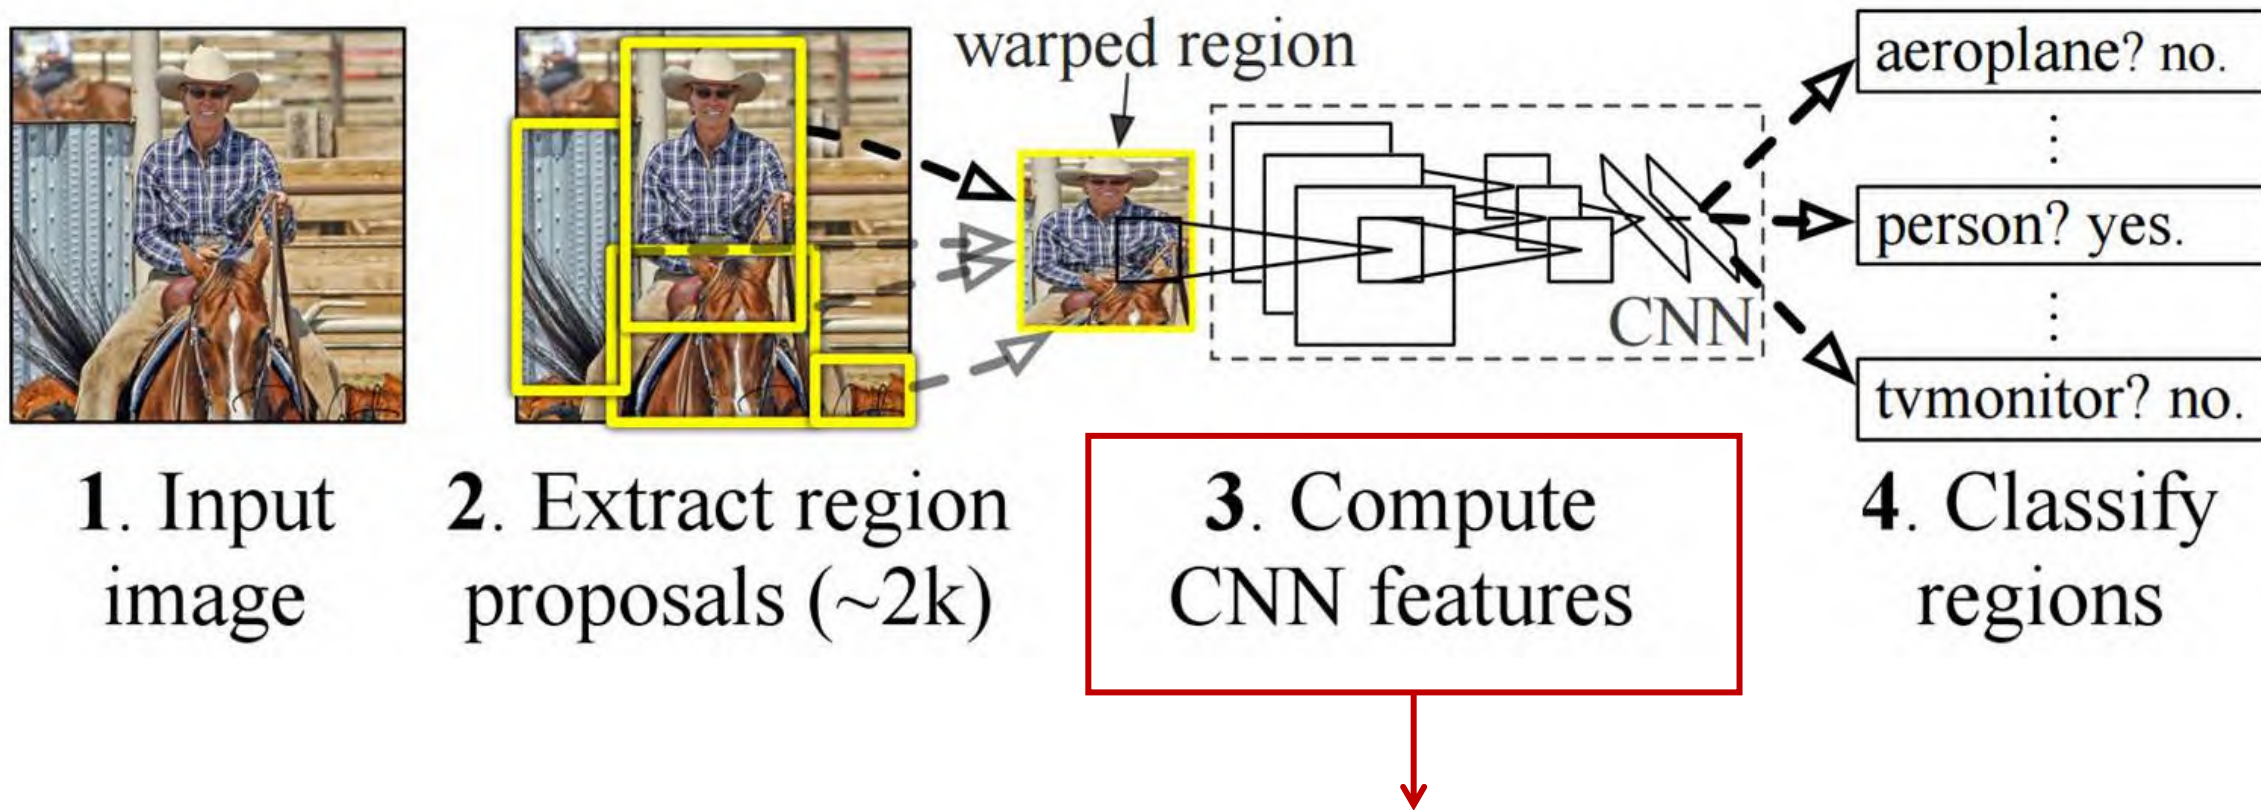 warped region
aeroplane? no.
person? yes.
CNN
tvmonitor? no.
1. Input
image
2. Extract region
proposals (~2k)
3. Compute
CNN features
4. Classify
regions